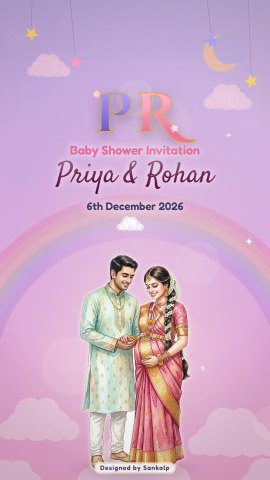 PR
Baby Shower Invitation
Priya & Rohan
6th December 2026
Designed by Sankalp